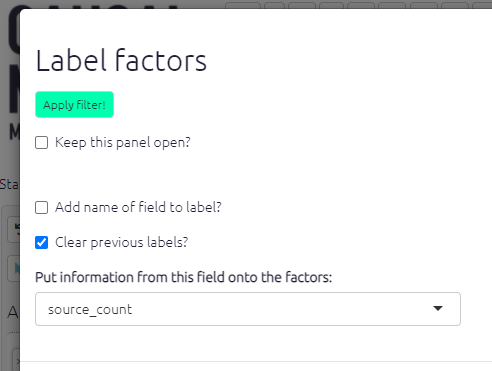 Label factors
Apply filter!
Keep this panel open?
Sta
Add name of field to label?
Clear previous labels?
Put information from this field onto the factors:
source_count